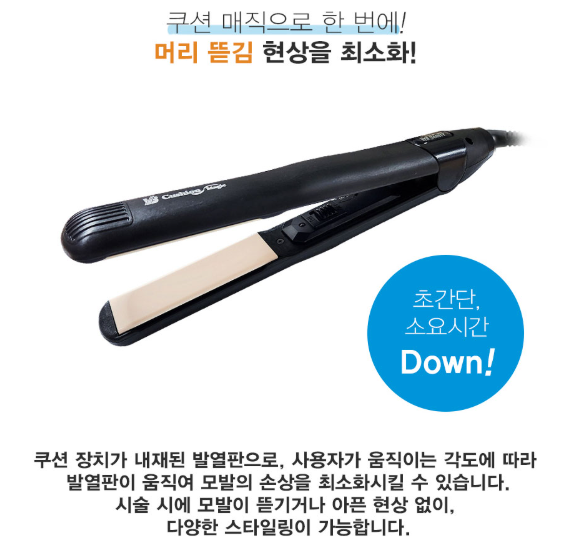 쿠션 매직으로 한 번에!
머리 뜯김 현상을 최소화!
Cushion Magic
초간단,
소요시간
Down!
쿠션 장치가 내재된 발열판으로, 사용자가 움직이는 각도에 따라
발열판이 움직여 모발의 손상을 최소화시킬 수 있습니다.
시술 시에 모발이 뜯기거나 아픈 현상 없이,
다양한 스타일링이 가능합니다.